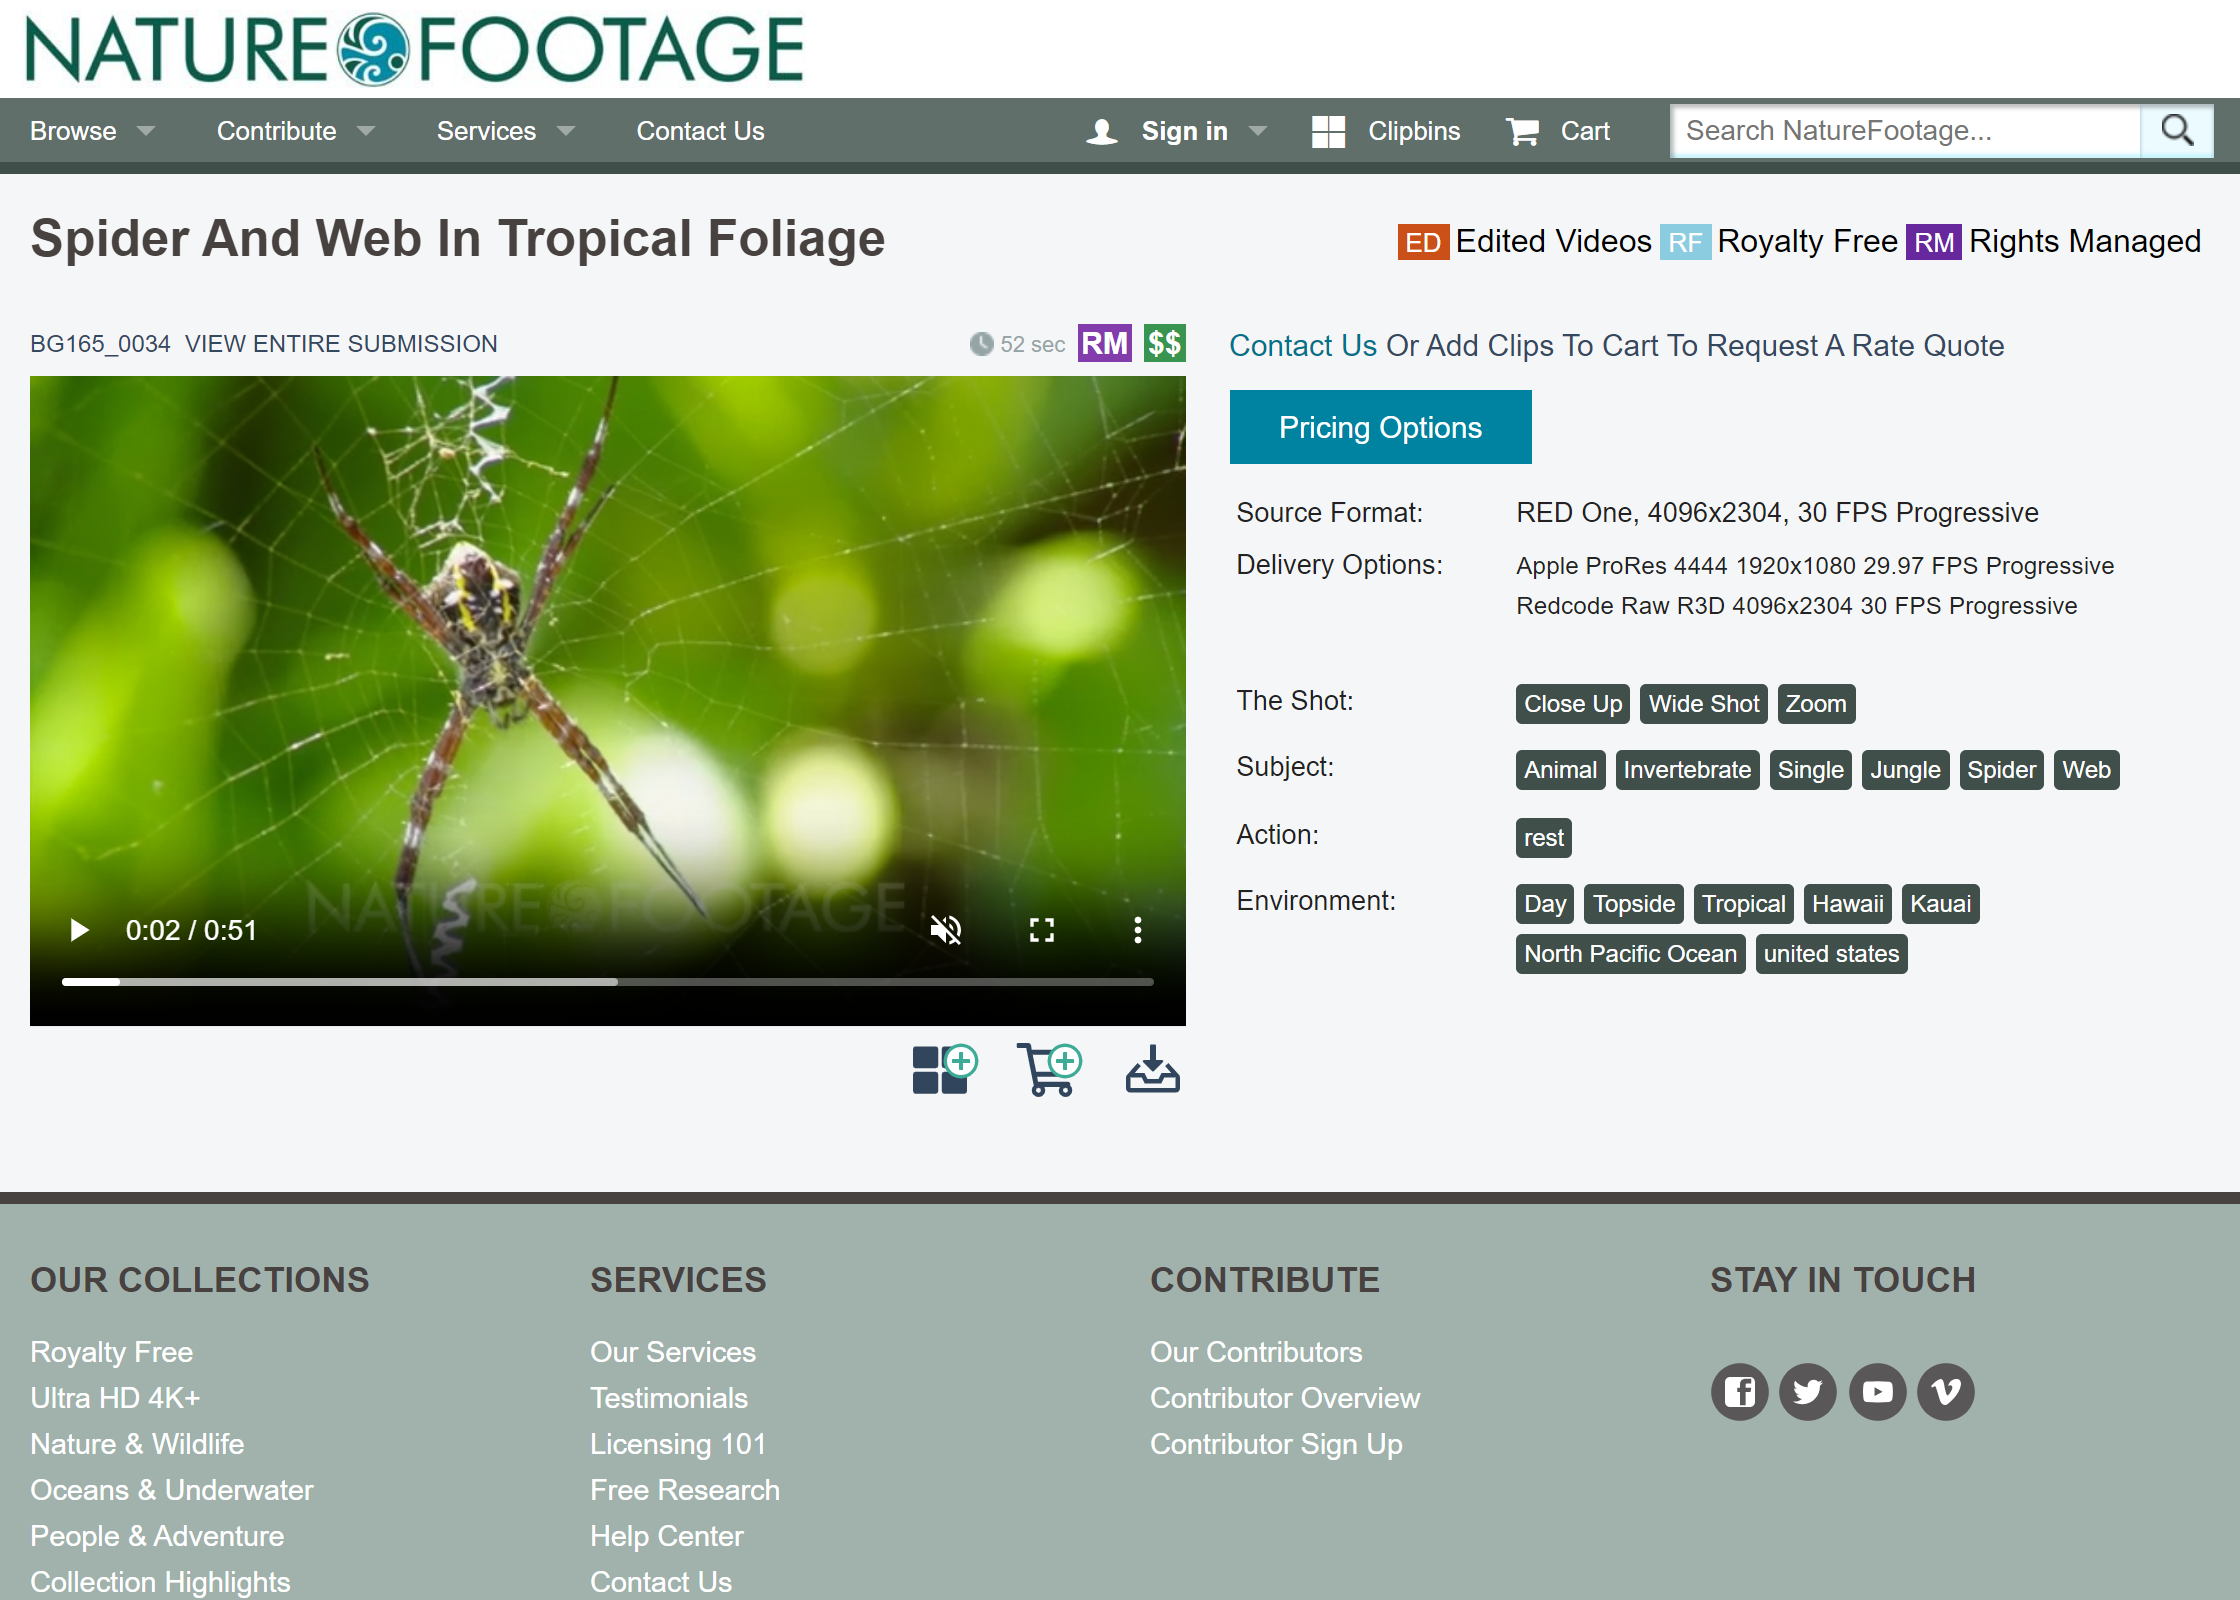 NATURE FOOTAGE
Browse Contribute Services Contact Us Sign in Clipbins Cart Search NatureFootage...
Spider And Web In Tropical Foliage
ED Edited Videos RF Royalty Free RM Rights Managed
BG165_0034 VIEW ENTIRE SUBMISSION 52 sec RM $$
Contact Us Or Add Clips To Cart To Request A Rate Quote
Pricing Options
NATURE FOOTAGE
0:02 / 0:51
Source Format: RED One, 4096x2304, 30 FPS Progressive
Delivery Options: Apple ProRes 4444 1920x1080 29.97 FPS Progressive
Redcode Raw R3D 4096x2304 30 FPS Progressive
The Shot: Close Up Wide Shot Zoom
Subject: Animal Invertebrate Single Jungle Spider Web
Action: rest
Environment: Day Topside Tropical Hawaii Kauai
North Pacific Ocean united states
OUR COLLECTIONS
Royalty Free
Ultra HD 4K+
Nature & Wildlife
Oceans & Underwater
People & Adventure
Collection Highlights
SERVICES
Our Services
Testimonials
Licensing 101
Free Research
Help Center
Contact Us
CONTRIBUTE
Our Contributors
Contributor Overview
Contributor Sign Up
STAY IN TOUCH